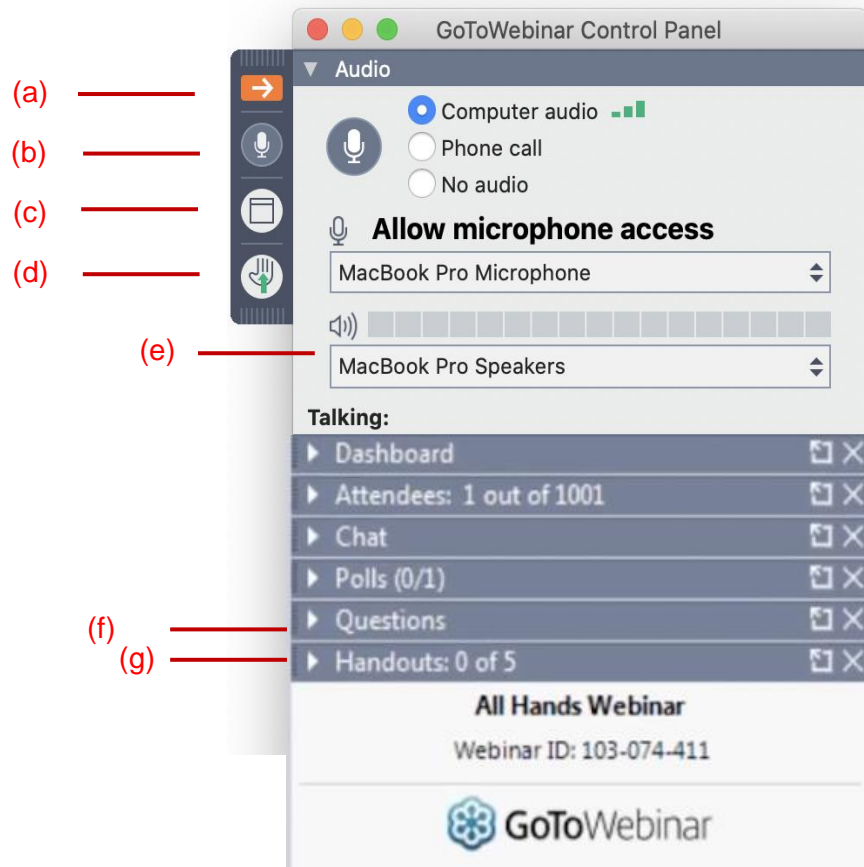 GoToWebinar Control Panel
Audio
(a)
Computer audio
(b)
Phone call
No audio
(c)
Allow microphone access
(d)
MacBook Pro Microphone
(e)
MacBook Pro Speakers
Talking:
Dashboard
Attendees: 1 out of 1001
Chat
Polls (0/1)
(f)
Questions
(g)
Handouts: 0 of 5
All Hands Webinar
Webinar ID: 103-074-411
GoToWebinar